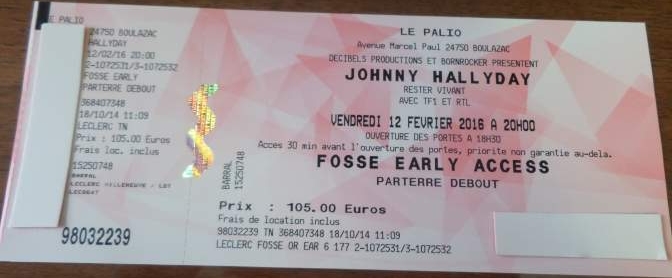 LE PALIO
24750 BOULAZAC
HALLYDAY
12/02/16 20:00
2-1072531/3-1072532
FOSSE EARLY
PARTERRE DEBOUT
368407348
18/10/14 11:09
LECLERC TN
Prix : 105.00 Euros
Frais loc. inclus
15250748
BARRAL
LECLERC VILLENEUVE / LOT
98032239
BARRAL
15250748
LE PALIO
Avenue Marcel Paul 24750 BOULAZAC
DECIBELS PRODUCTIONS ET BORNROCKER PRESENTENT
JOHNNY HALLYDAY
RESTER VIVANT
AVEC TF1 ET RTL
VENDREDI 12 FEVRIER 2016 A 20H00
OUVERTURE DES PORTES A 18H30
Acces 30 min avant l'ouverture des portes, priorite non garantie au-dela.
FOSSE EARLY ACCESS
PARTERRE DEBOUT
Prix : 105.00 Euros
Frais de location inclus
98032239 TN 368407348 18/10/14 11:09
LECLERC FOSSE OR EAR 6 177 2-1072531/3-1072532